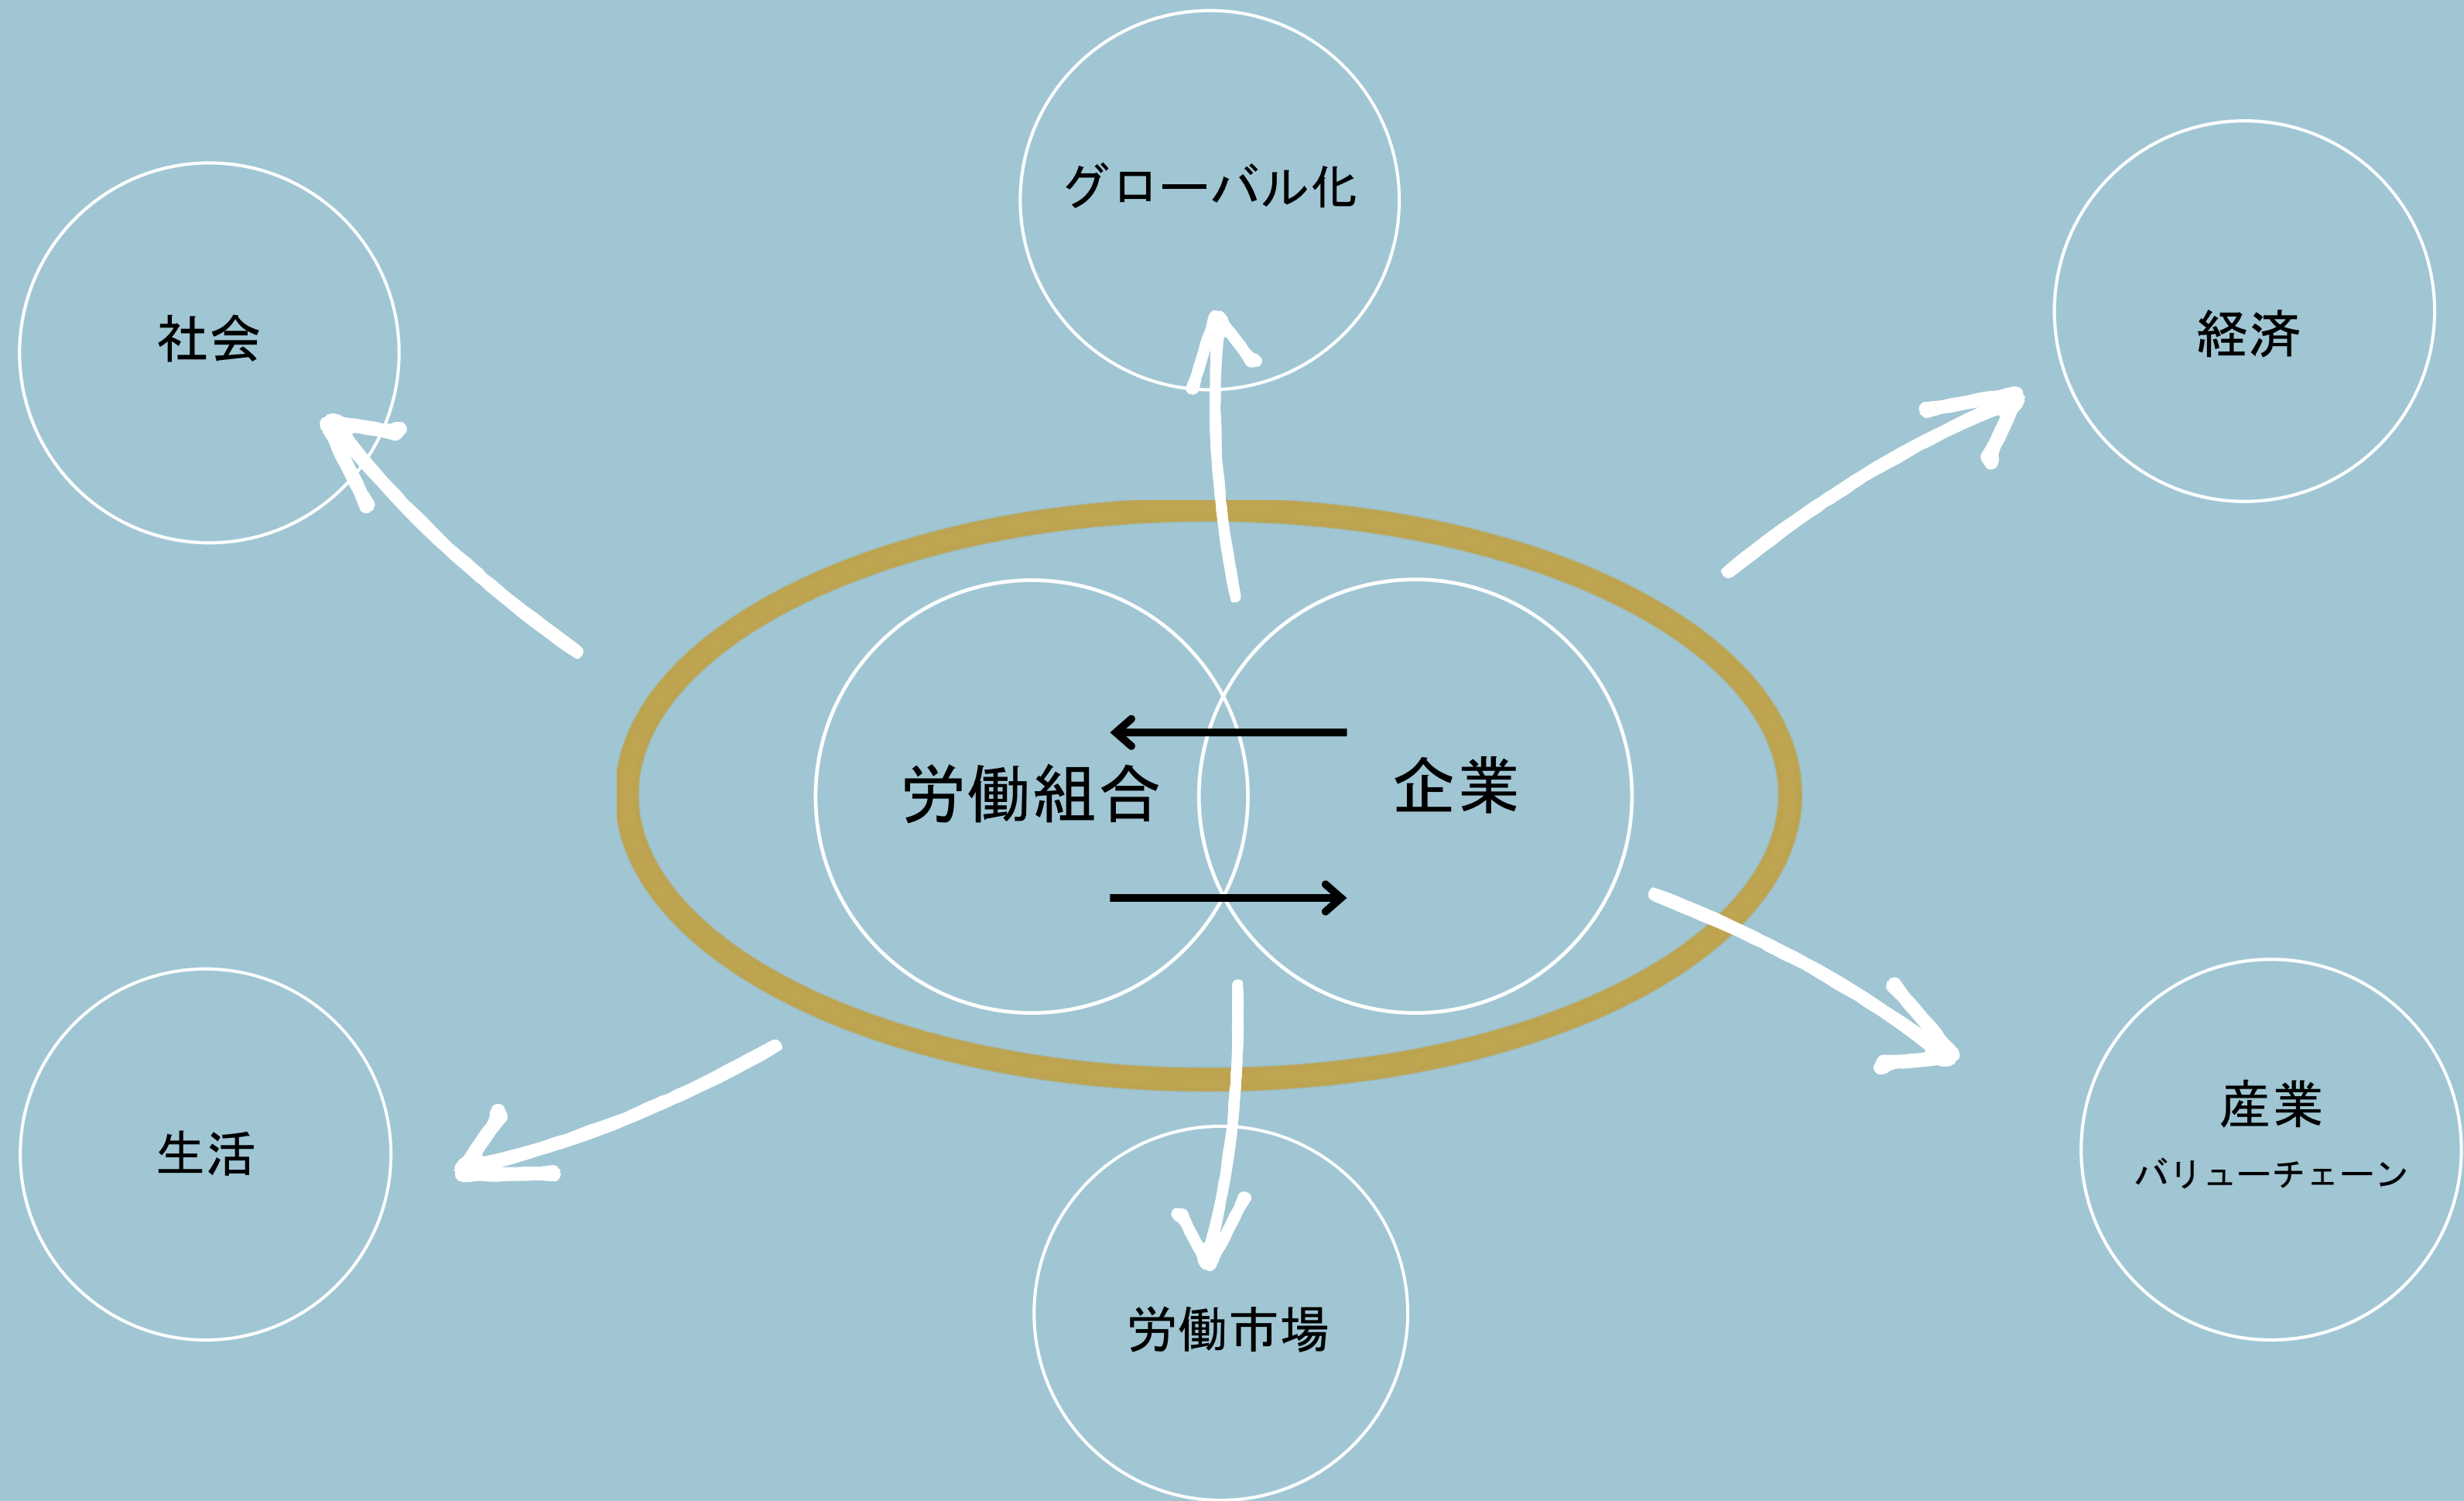 グローバル化
社会
経済
労働組合
企業
生活
産業
バリューチェーン
労働市場